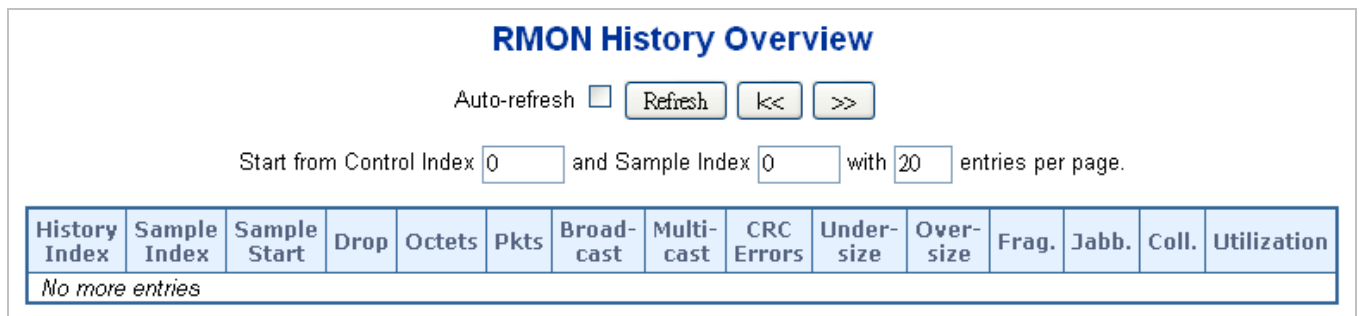 RMON History Overview
Auto-refresh Refresh |<< >>
Start from Control Index 0 and Sample Index 0 with 20 entries per page.
History Index Sample Index Sample Start Drop Octets Pkts Broad-cast Multi-cast CRC Errors Under-size Over-size Frag. Jabb. Coll. Utilization
No more entries